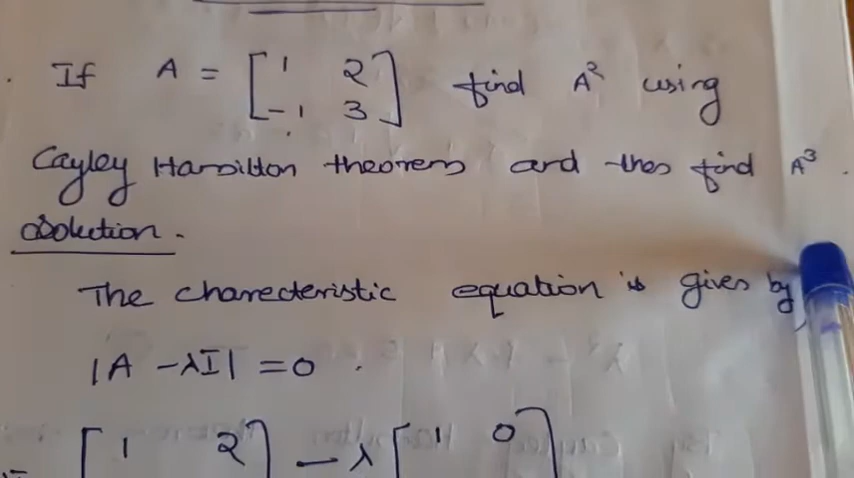 If A = [ 1 2 ] find A² using
[ -1 3 ]
Cayley Hamilton theorem and then find A³.
Solution.
The charecteristic equation is given by,
|A - λI| = 0.
[ 1 2 ] - λ [ 1 0 ]